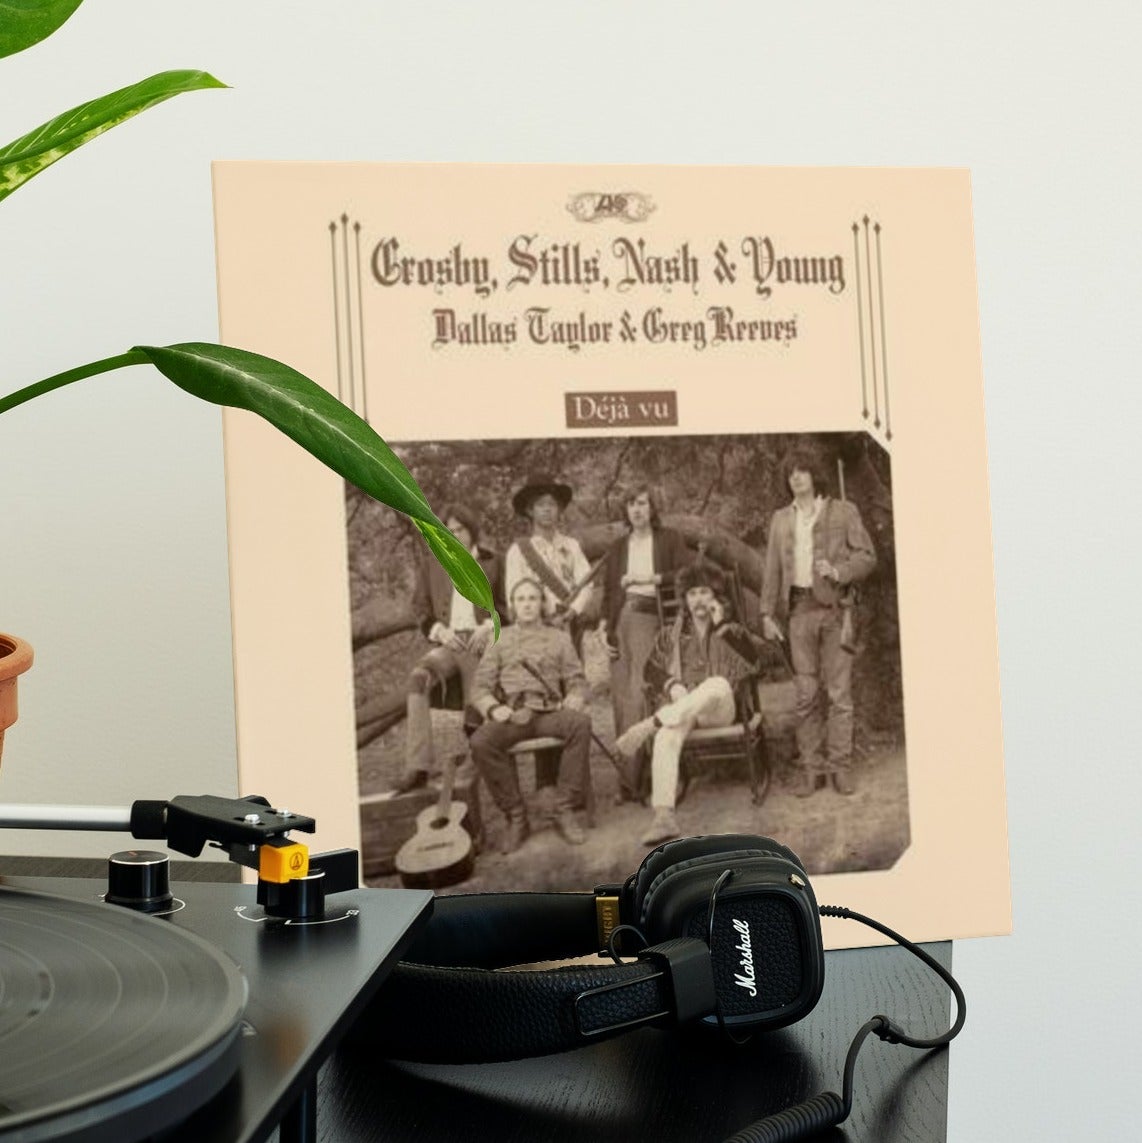 Crosby, Stills, Nash & Young
Dallas Taylor & Greg Reeves
Déjà vu
Marshall